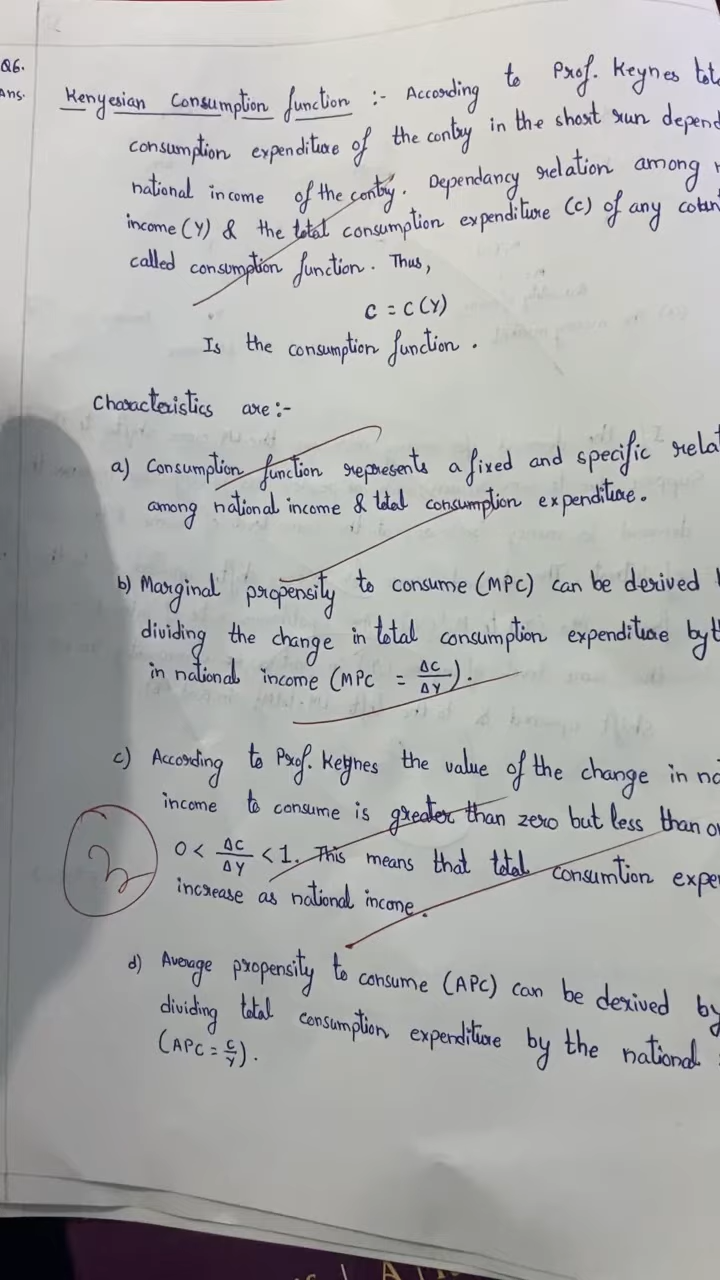 Q6.
Ans. Kenyesian Consumption function :- According to Prof. Keynes
consumption expenditure of the contry in the short run depend
national income of the contry. Dependancy relation among
income (Y) & the total consumption expenditure (C) of any
called consumption function. Thus,
C = C(Y)
Is the consumption function.
Characteristics are :-
a) Consumption function represents a fixed and specific
among national income & total consumption expenditure.
b) Marginal propensity to consume (MPC) can be derived
dividing the change in total consumption expenditure by
in national income (MPC = ΔC/ΔY).
c) According to Prof. Keynes the value of the change in
income to consume is greater than zero but less than
0 < ΔC/ΔY < 1. This means that total consumtion
increase as national income.
d) Average propensity to consume (APC) can be derived by
dividing total consumption expenditure by the national
(APC = C/Y).